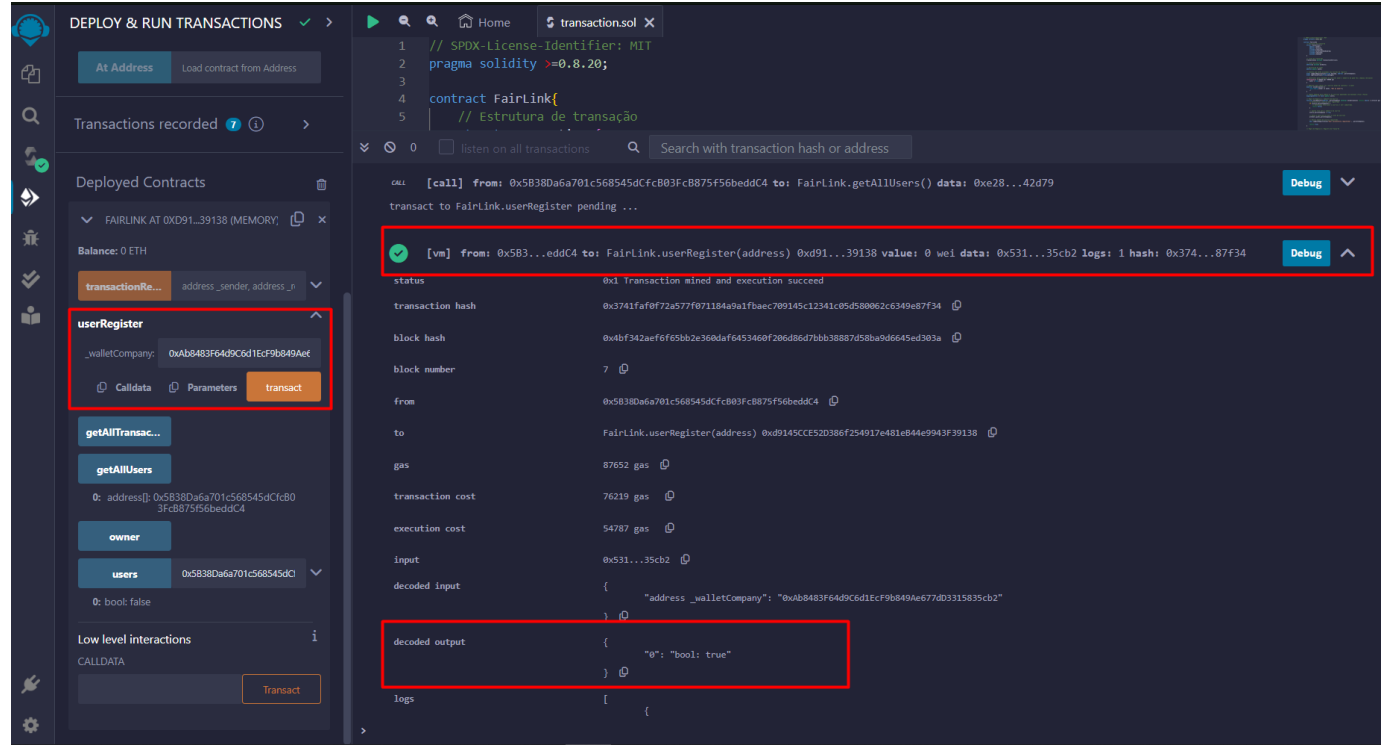 DEPLOY & RUN TRANSACTIONS
At Address Load contract from Address
Transactions recorded 7 i
Deployed Contracts
FAIRLINK AT 0XD91...39138 (MEMORY)
Balance: 0 ETH
transactionRe... address _sender, address _r
userRegister
_walletCompany: 0xAb8483F64d9C6d1EcF9b849Ae6
Calldata Parameters transact
getAllTransac...
getAllUsers
0: address[]: 0x5B38Da6a701c568545dCfcB0
3FcB875f56beddC4
owner
users 0x5B38Da6a701c568545dCf
0: bool: false
Low level interactions i
CALLDATA
Transact
Home transaction.sol
1 // SPDX-License-Identifier: MIT
2 pragma solidity >=0.8.20;
3
4 contract FairLink{
5 // Estrutura de transação
0 listen on all transactions Search with transaction hash or address
CALL [call] from: 0x5B38Da6a701c568545dCfcB03FcB875f56beddC4 to: FairLink.getAllUsers() data: 0xe28...42d79 Debug
transact to FairLink.userRegister pending ...
[vm] from: 0x5B3...eddC4 to: FairLink.userRegister(address) 0xd91...39138 value: 0 wei data: 0x531...35cb2 logs: 1 hash: 0x374...87f34 Debug
status 0x1 Transaction mined and execution succeed
transaction hash 0x3741faf0f72a577f071184a9a1fbaec709145c12341c05d580062c6349e87f34
block hash 0x4bf342aef6f65bb2e360daf6453460f206d86d7bbb38887d58ba9d6645ed303a
block number 7
from 0x5B38Da6a701c568545dCfcB03FcB875f56beddC4
to FairLink.userRegister(address) 0xd9145CCE52D386f254917e481eB44e9943F39138
gas 87652 gas
transaction cost 76219 gas
execution cost 54787 gas
input 0x531...35cb2
decoded input {
"address _walletCompany": "0xAb8483F64d9C6d1EcF9b849Ae677dD3315835cb2"
}
decoded output {
"0": "bool: true"
}
logs [
{
>